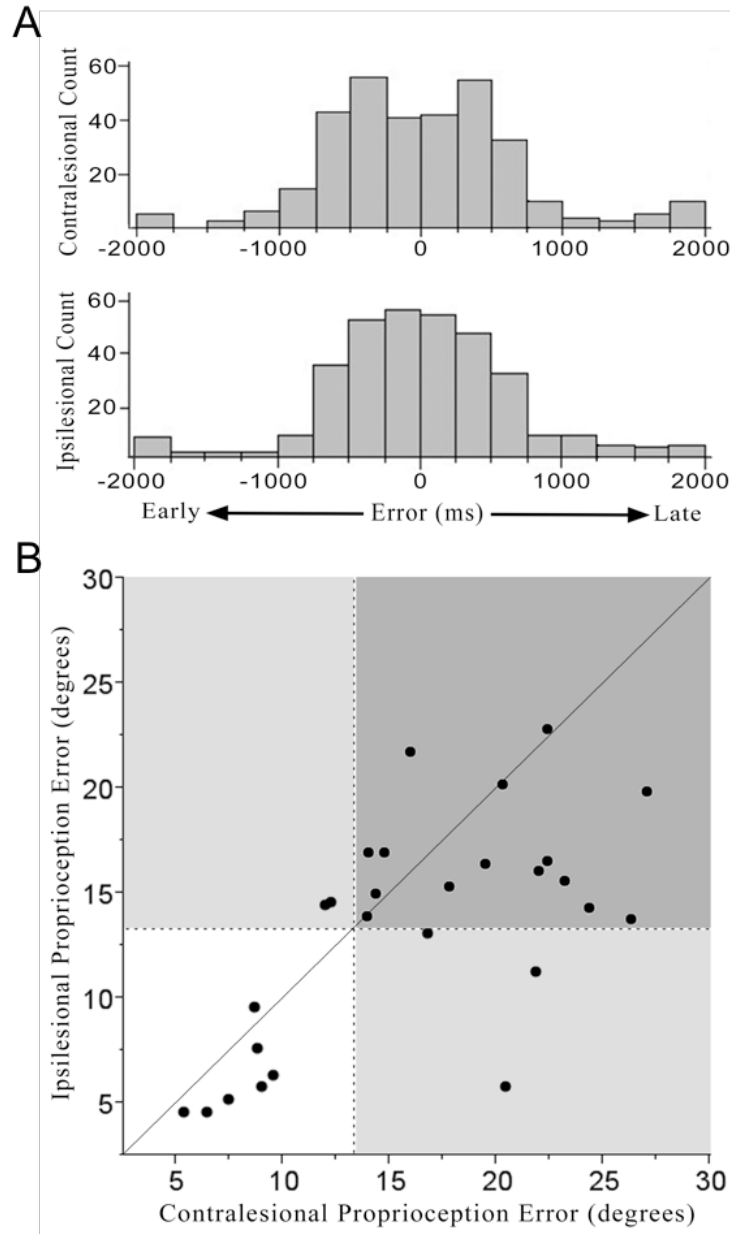 A
Contralesional Count
60
40
20
-2000 -1000 0 1000 2000
Ipsilesional Count
60
40
20
-2000 -1000 0 1000 2000
Early Error (ms) Late
B
Ipsilesional Proprioception Error (degrees)
30
25
20
15
10
5
5 10 15 20 25 30
Contralesional Proprioception Error (degrees)